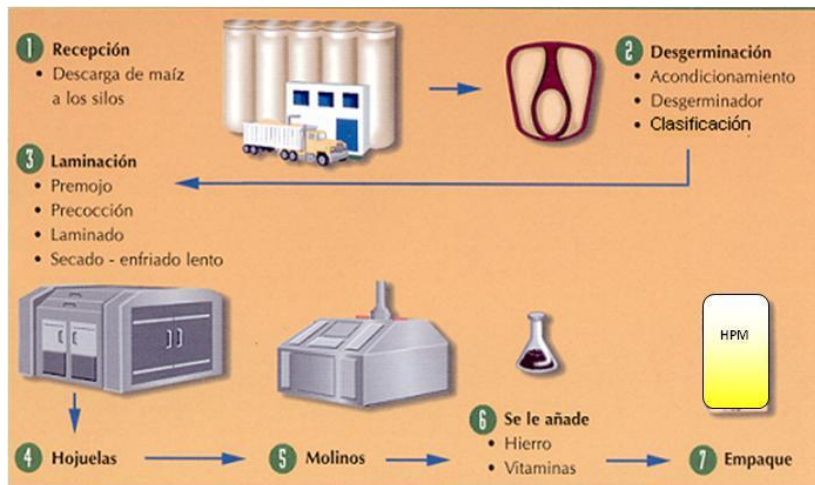 1 Recepción
• Descarga de maíz
a los silos
2 Desgerminación
• Acondicionamiento
• Desgerminador
• Clasificación
3 Laminación
• Premojo
• Precocción
• Laminado
• Secado - enfriado lento
HPM
4 Hojuelas
5 Molinos
6 Se le añade
• Hierro
• Vitaminas
7 Empaque